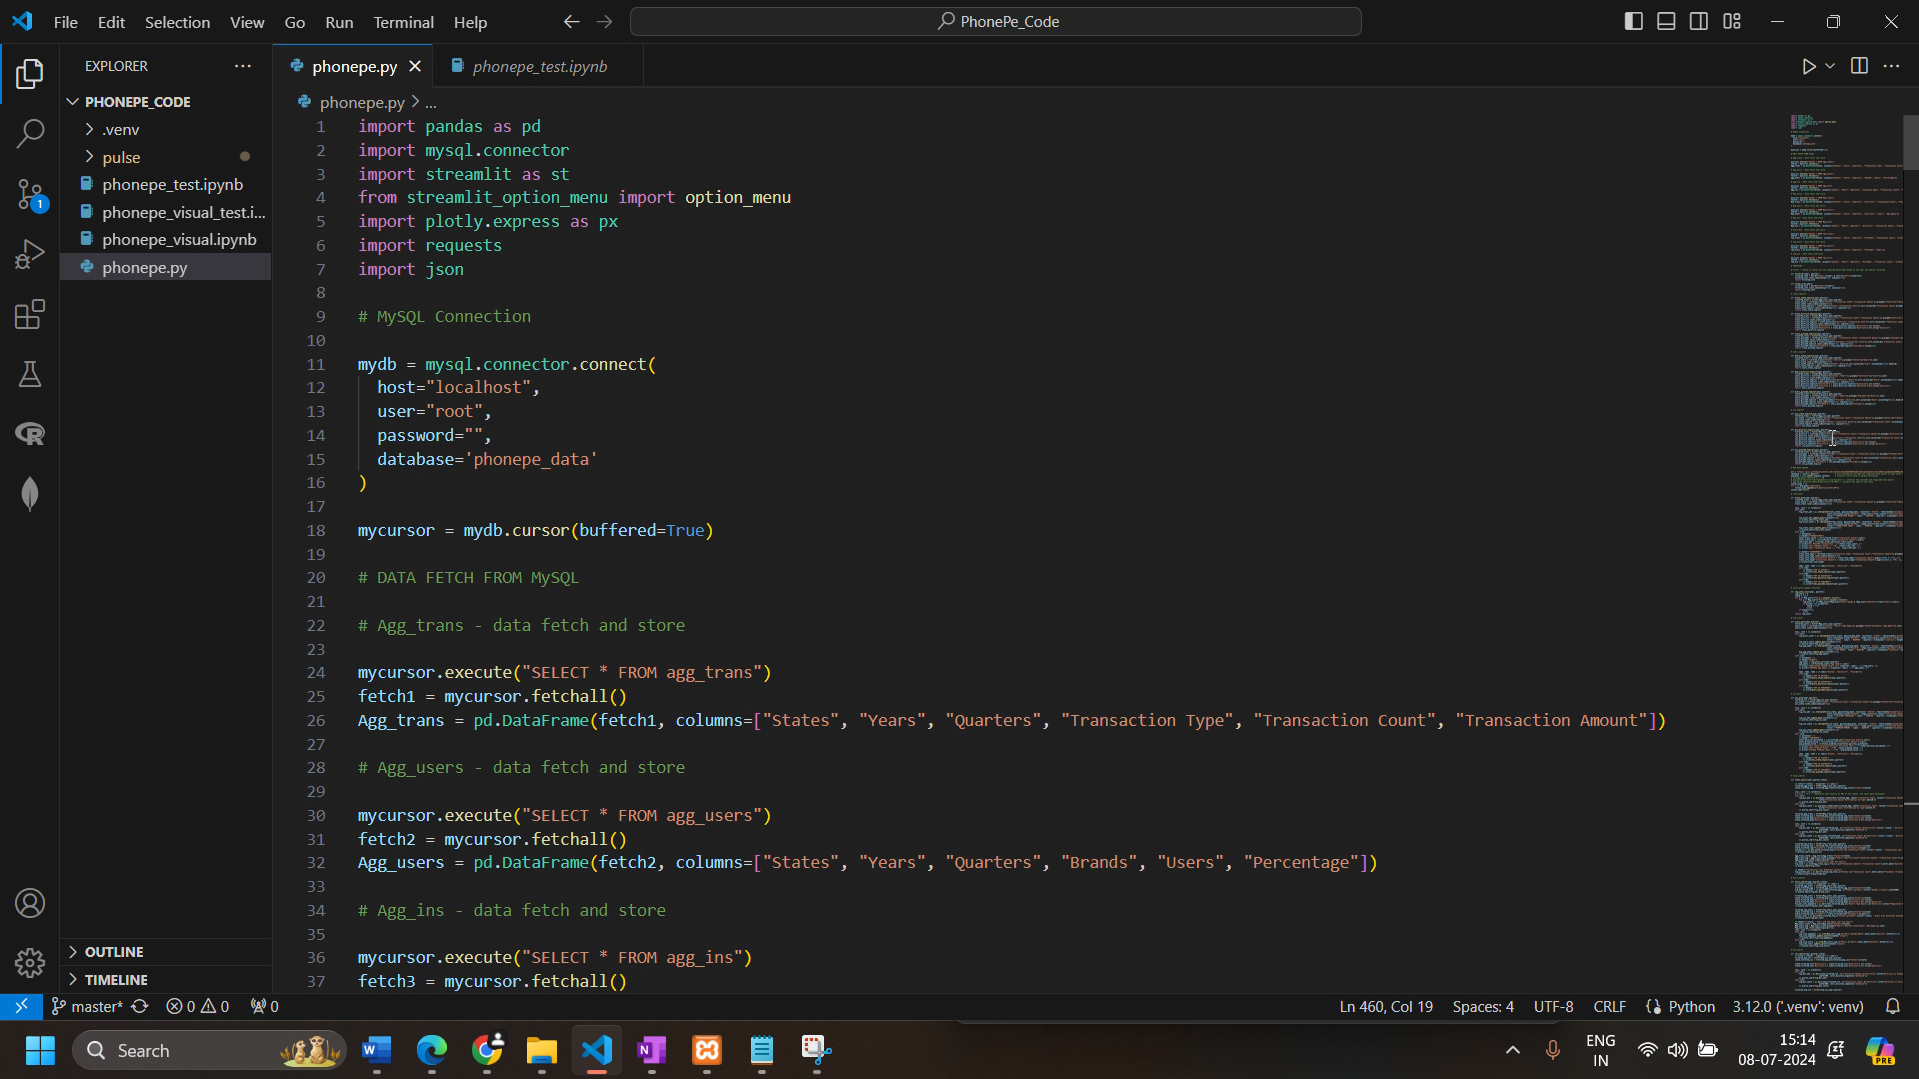 File Edit Selection View Go Run Terminal Help
PhonePe_Code
EXPLORER
PHONEPE_CODE
.venv
pulse
phonepe_test.ipynb
phonepe_visual_test.i...
phonepe_visual.ipynb
phonepe.py
OUTLINE
TIMELINE
1
phonepe.py
phonepe_test.ipynb
phonepe.py > ...
1 import pandas as pd
2 import mysql.connector
3 import streamlit as st
4 from streamlit_option_menu import option_menu
5 import plotly.express as px
6 import requests
7 import json
8
9 # MySQL Connection
10
11 mydb = mysql.connector.connect(
12 host="localhost",
13 user="root",
14 password="",
15 database='phonepe_data'
16 )
17
18 mycursor = mydb.cursor(buffered=True)
19
20 # DATA FETCH FROM MySQL
21
22 # Agg_trans - data fetch and store
23
24 mycursor.execute("SELECT * FROM agg_trans")
25 fetch1 = mycursor.fetchall()
26 Agg_trans = pd.DataFrame(fetch1, columns=["States", "Years", "Quarters", "Transaction Type", "Transaction Count", "Transaction Amount"])
27
28 # Agg_users - data fetch and store
29
30 mycursor.execute("SELECT * FROM agg_users")
31 fetch2 = mycursor.fetchall()
32 Agg_users = pd.DataFrame(fetch2, columns=["States", "Years", "Quarters", "Brands", "Users", "Percentage"])
33
34 # Agg_ins - data fetch and store
35
36 mycursor.execute("SELECT * FROM agg_ins")
37 fetch3 = mycursor.fetchall()
master* 0 0 0 Ln 460, Col 19 Spaces: 4 UTF-8 CRLF Python 3.12.0 ('.venv': venv)
Search
ENG
IN
15:14
08-07-2024
PRE